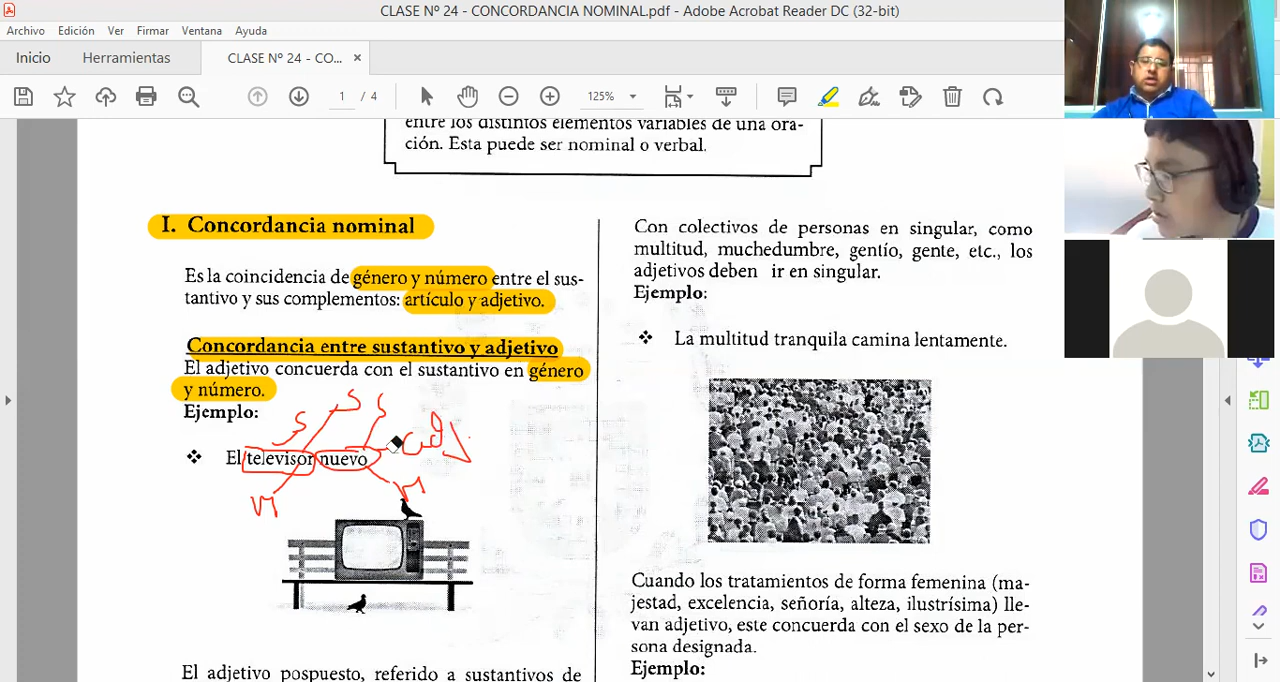 CLASE Nº 24 - CONCORDANCIA NOMINAL.pdf - Adobe Acrobat Reader DC (32-bit)
Archivo Edición Ver Firmar Ventana Ayuda
Inicio Herramientas CLASE Nº 24 - CO... ×
1 / 4 125%
entre los distintos elementos variables de una ora-
ción. Esta puede ser nominal o verbal.
I. Concordancia nominal
Es la coincidencia de género y número entre el sus-
tantivo y sus complementos: artículo y adjetivo.
Concordancia entre sustantivo y adjetivo
El adjetivo concuerda con el sustantivo en género
y número.
Ejemplo:
S S S
adj
El televisor nuevo
M M
El adjetivo pospuesto, referido a sustantivos de
Con colectivos de personas en singular, como
multitud, muchedumbre, gentío, gente, etc., los
adjetivos deben ir en singular.
Ejemplo:
La multitud tranquila camina lentamente.
Cuando los tratamientos de forma femenina (ma-
jestad, excelencia, señoría, alteza, ilustrísima) lle-
van adjetivo, este concuerda con el sexo de la per-
sona designada.
Ejemplo: